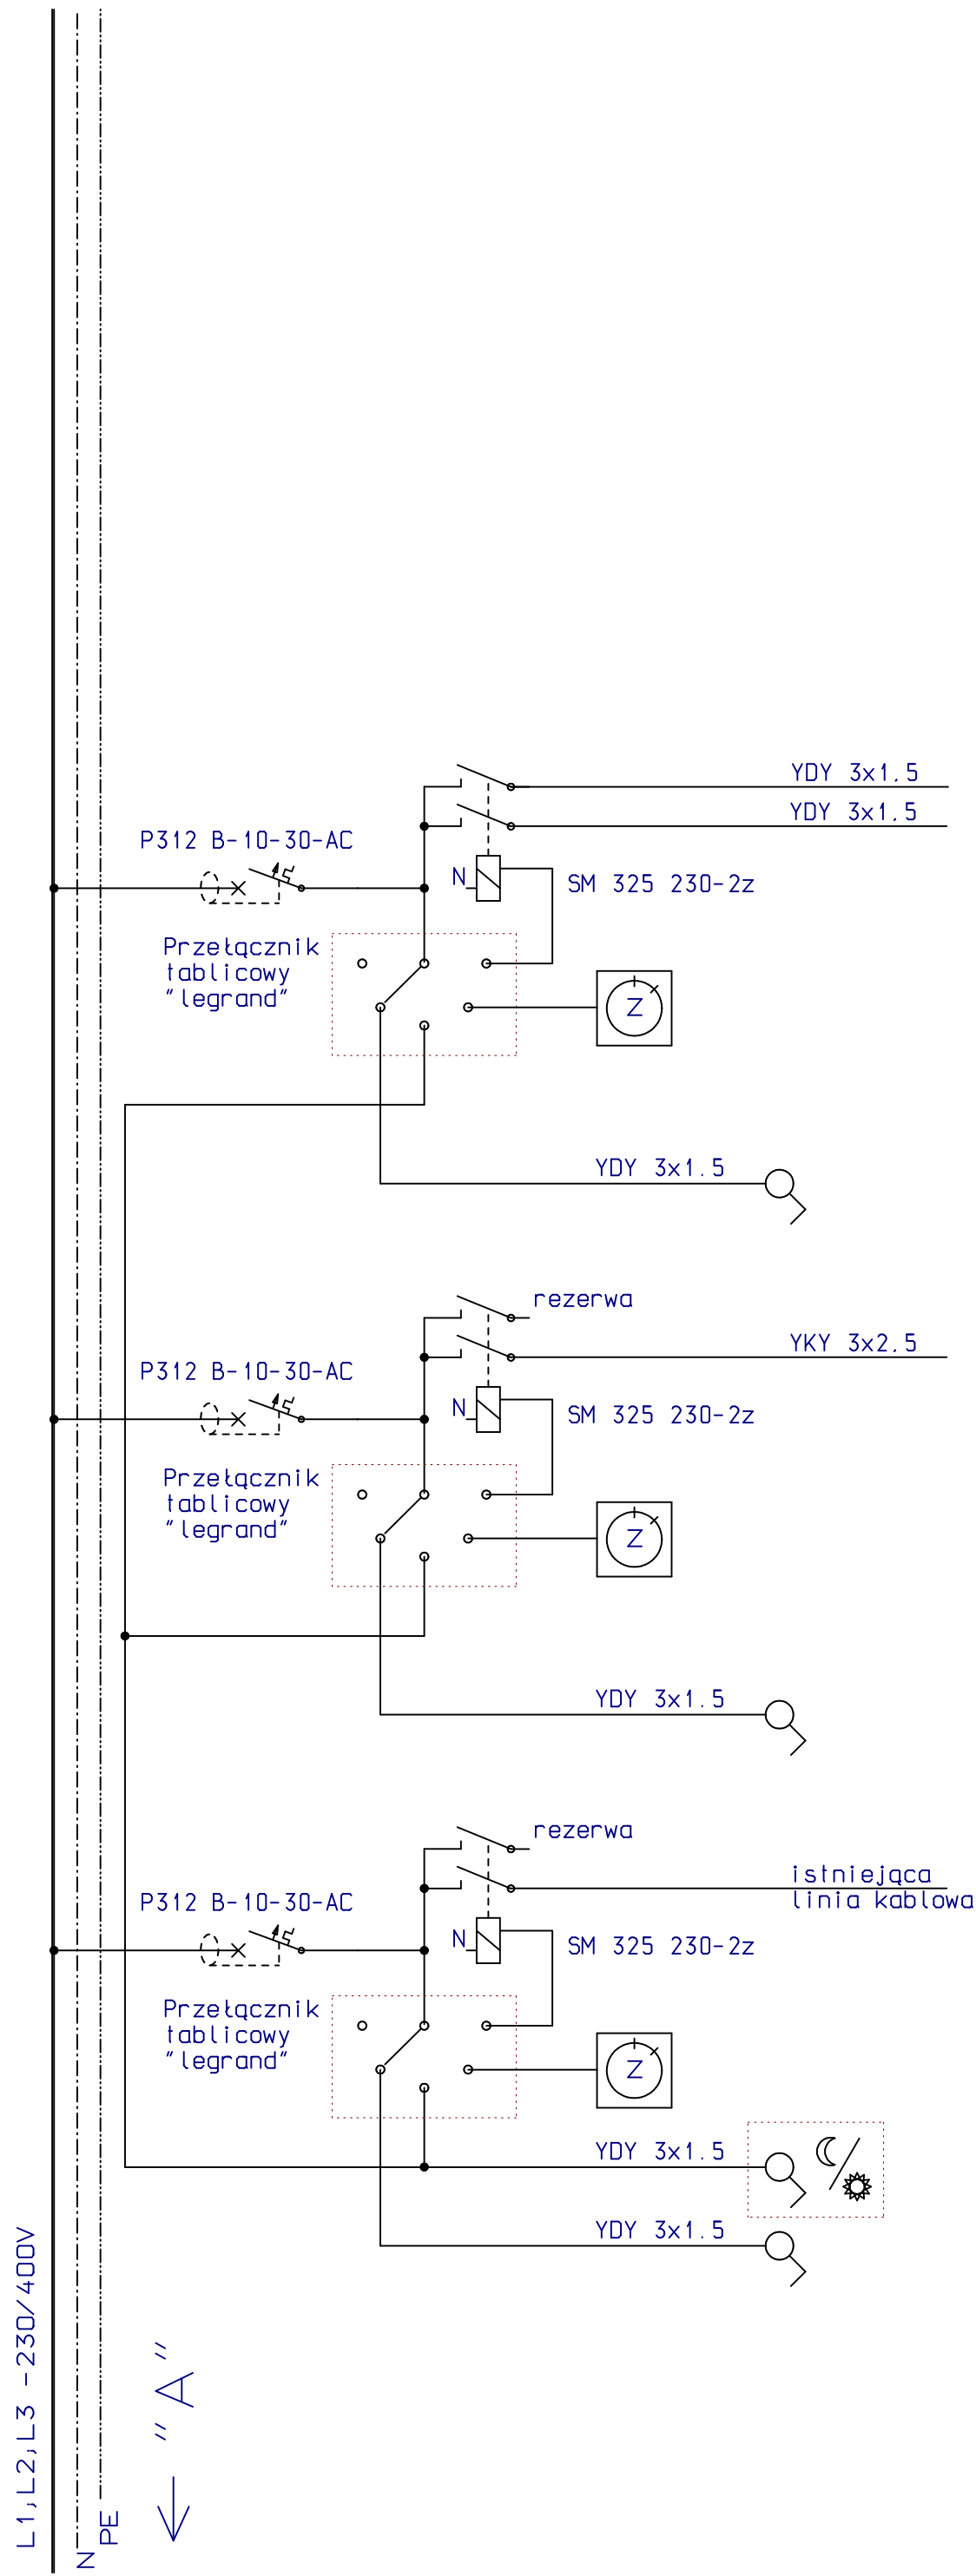 YDY 3x1.5
YDY 3x1.5
P312 B-10-30-AC
N
SM 325 230-2z
Przełącznik
tablicowy
"legrand"
Z
YDY 3x1.5
rezerwa
YKY 3x2.5
P312 B-10-30-AC
N
SM 325 230-2z
Przełącznik
tablicowy
"legrand"
Z
YDY 3x1.5
rezerwa
istniejąca
linia kablowa
P312 B-10-30-AC
N
SM 325 230-2z
Przełącznik
tablicowy
"legrand"
Z
YDY 3x1.5
YDY 3x1.5
L1,L2,L3 -230/400V
N
PE
"A"